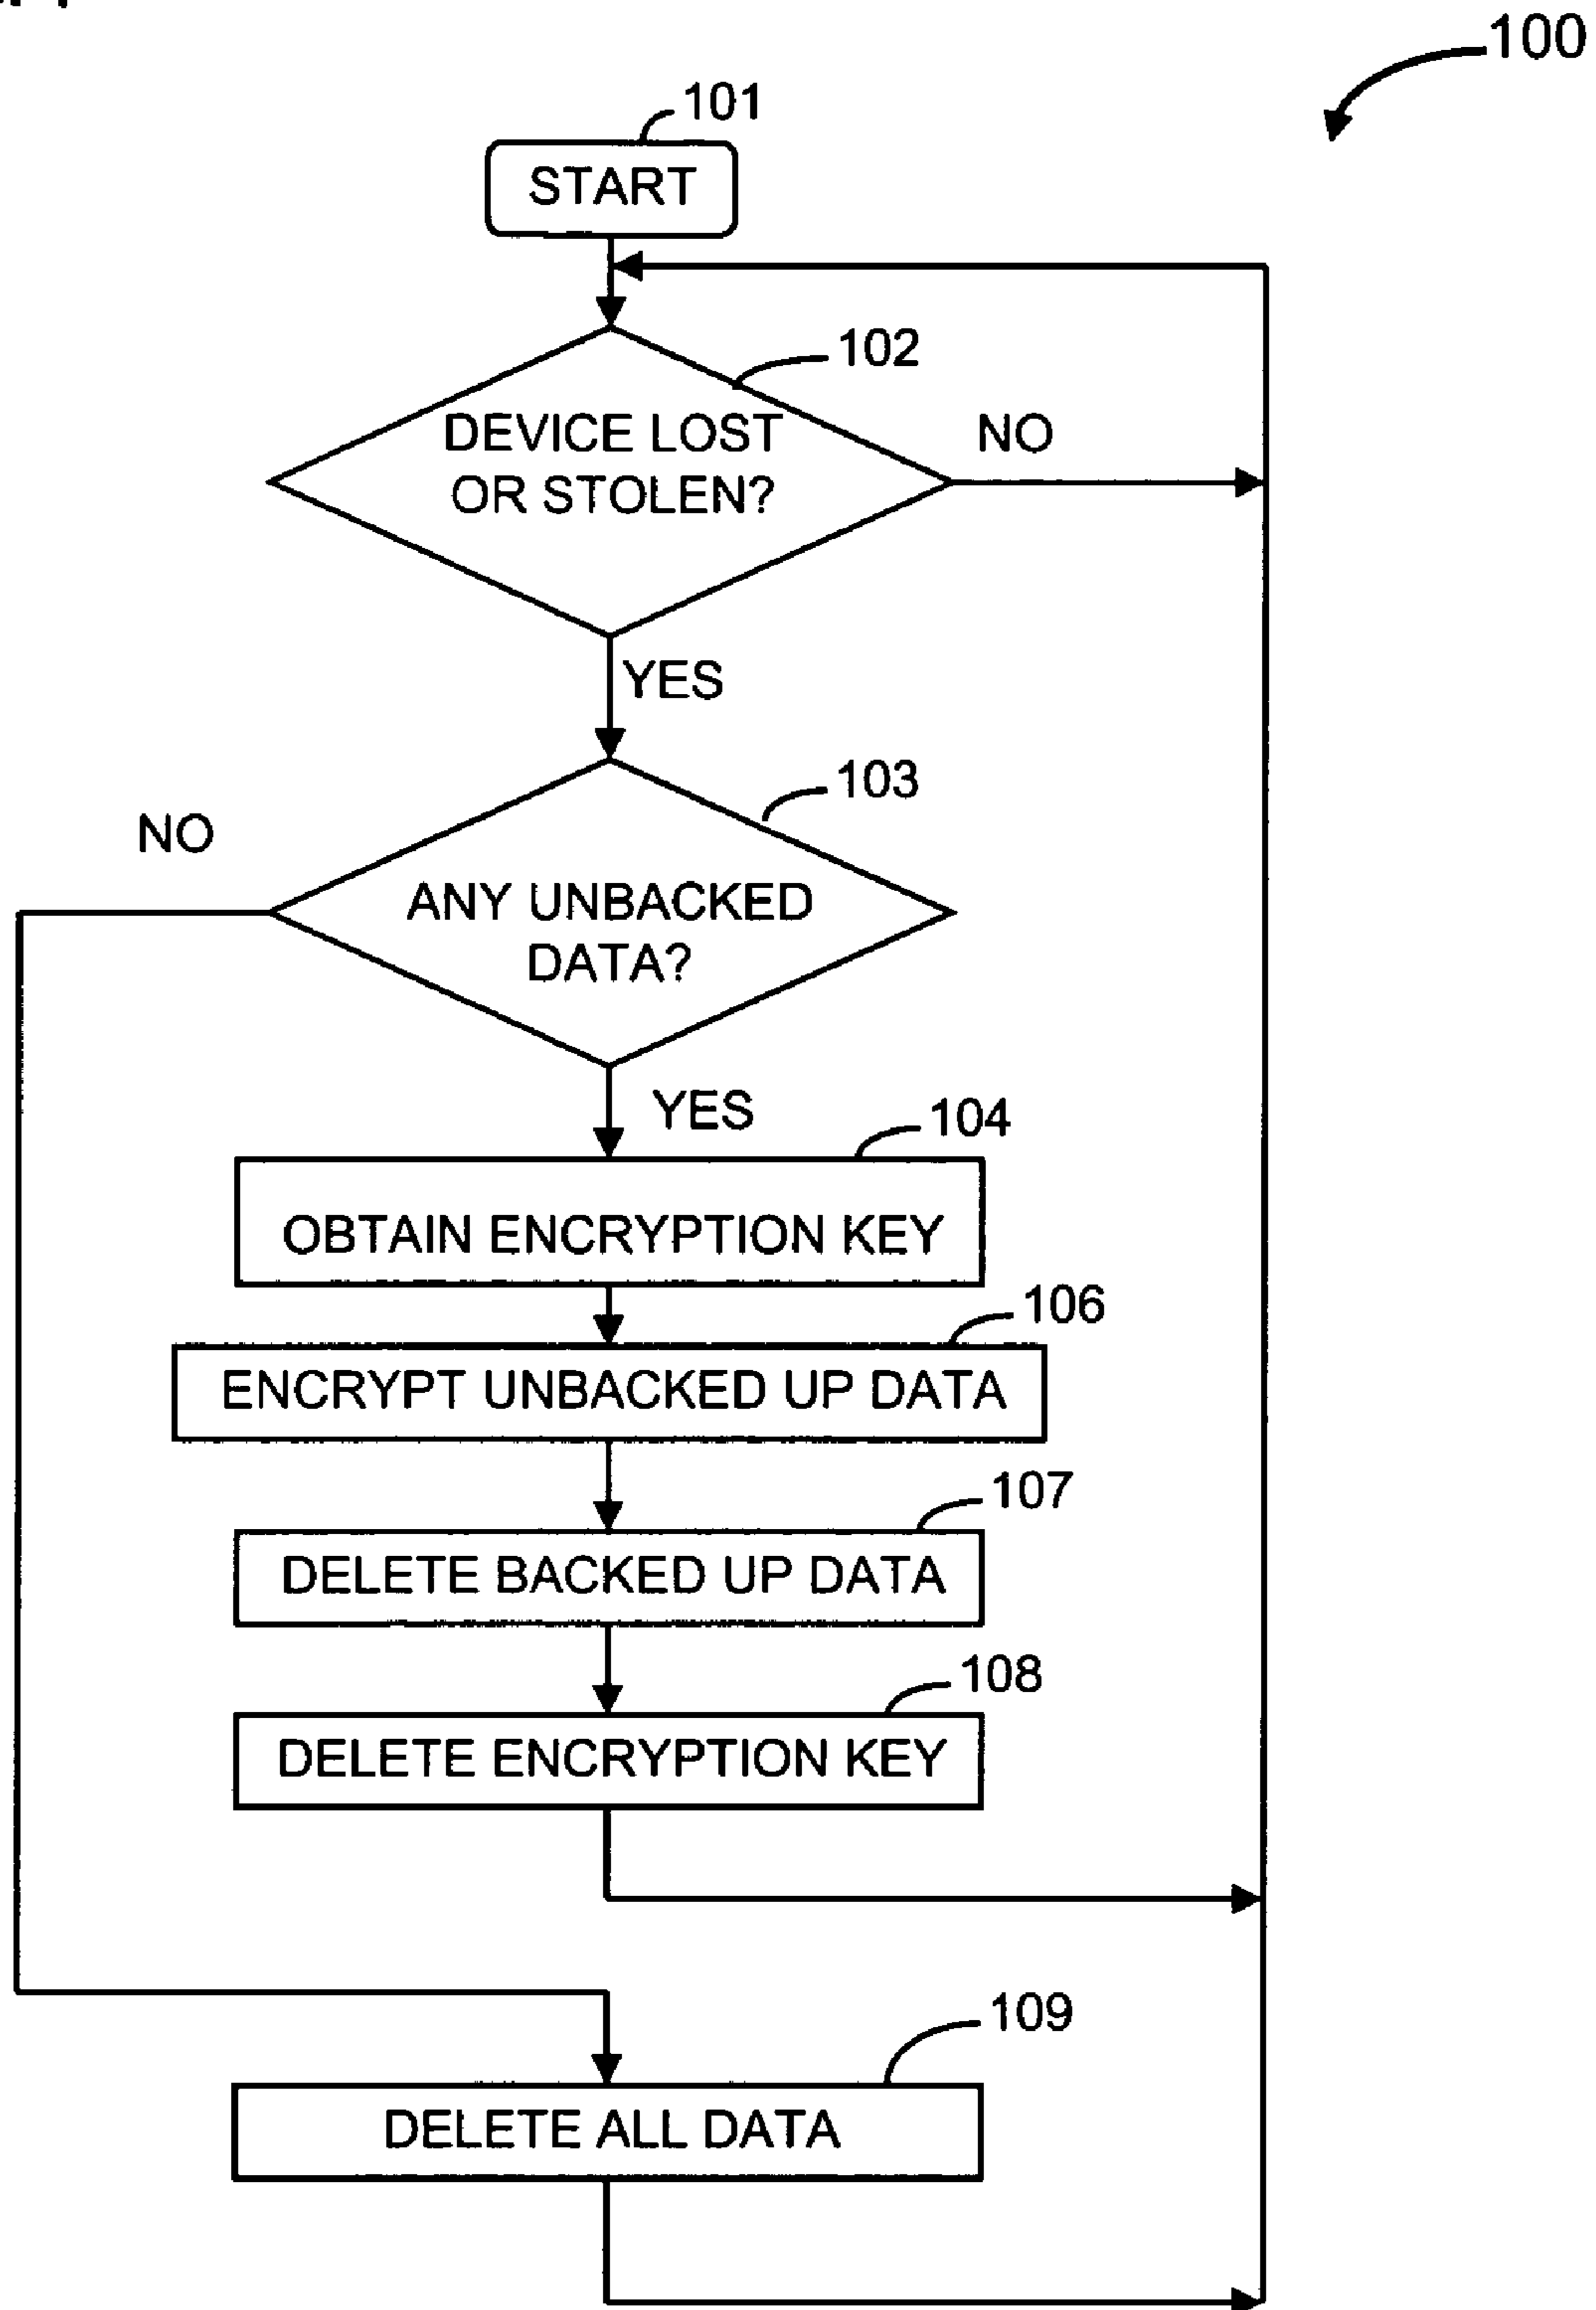 100
101
START
102
DEVICE LOST
OR STOLEN?
NO
YES
103
NO
ANY UNBACKED
DATA?
YES
104
OBTAIN ENCRYPTION KEY
106
ENCRYPT UNBACKED UP DATA
107
DELETE BACKED UP DATA
108
DELETE ENCRYPTION KEY
109
DELETE ALL DATA